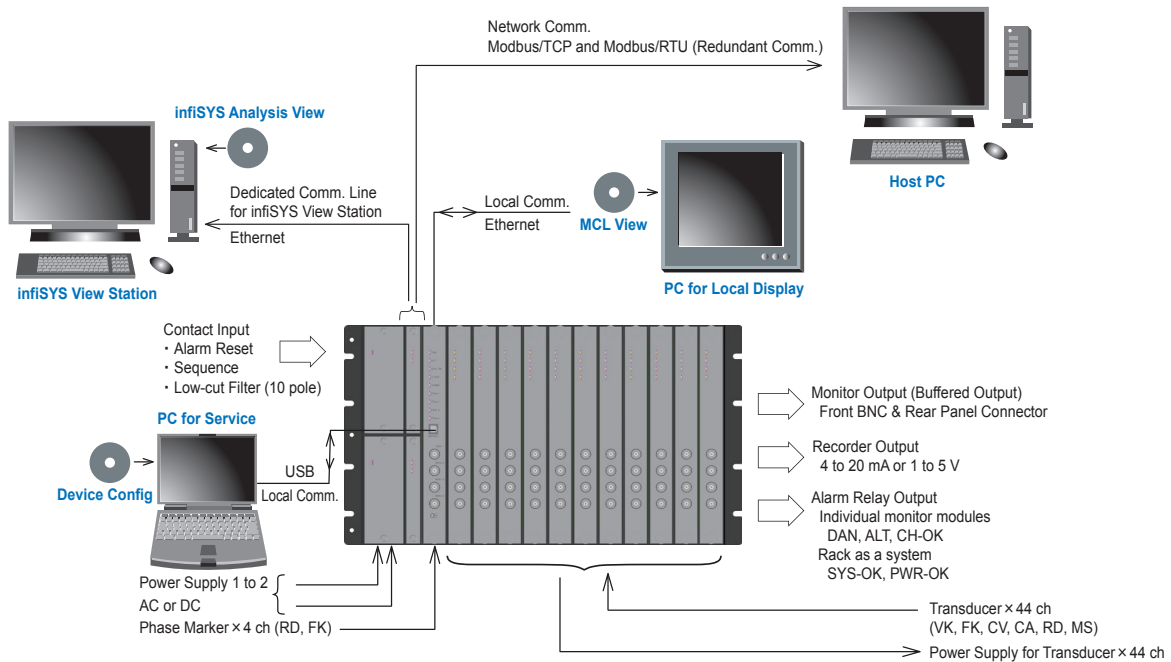 Network Comm.
Modbus/TCP and Modbus/RTU (Redundant Comm.)
infiSYS Analysis View
Dedicated Comm. Line
for infiSYS View Station
Ethernet
infiSYS View Station
Local Comm.
Ethernet
MCL View
PC for Local Display
Host PC
Contact Input
・Alarm Reset
・Sequence
・Low-cut Filter (10 pole)
PC for Service
Device Config
USB
Local Comm.
Monitor Output (Buffered Output)
Front BNC & Rear Panel Connector
Recorder Output
4 to 20 mA or 1 to 5 V
Alarm Relay Output
Individual monitor modules
DAN, ALT, CH-OK
Rack as a system
SYS-OK, PWR-OK
Power Supply 1 to 2
AC or DC
Phase Marker×4 ch (RD, FK)
Transducer×44 ch
(VK, FK, CV, CA, RD, MS)
Power Supply for Transducer×44 ch